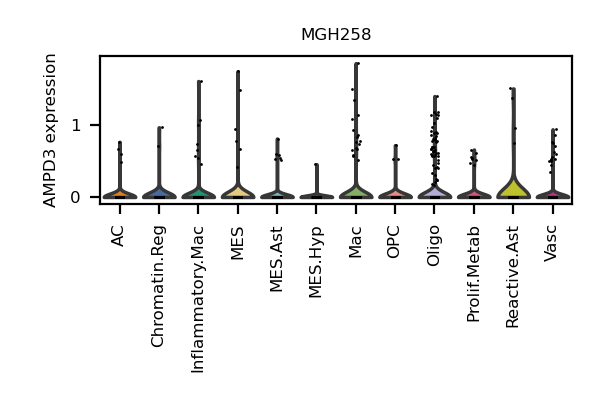 MGH258
AMPD3 expression
1
0
AC
Chromatin.Reg
Inflammatory.Mac
MES
MES.Ast
MES.Hyp
Mac
OPC
Oligo
Prolif.Metab
Reactive.Ast
Vasc